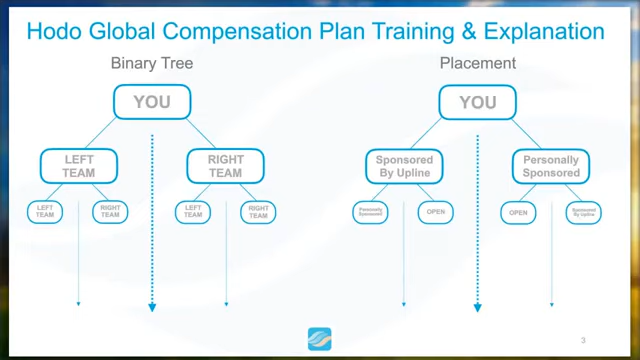 Hodo Global Compensation Plan Training & Explanation
Binary Tree
YOU
LEFT
TEAM
RIGHT
TEAM
LEFT
TEAM
RIGHT
TEAM
LEFT
TEAM
RIGHT
TEAM
Placement
YOU
Sponsored
By Upline
Personally
Sponsored
Personally
Sponsored
OPEN
OPEN
Sponsored
By Upline
3